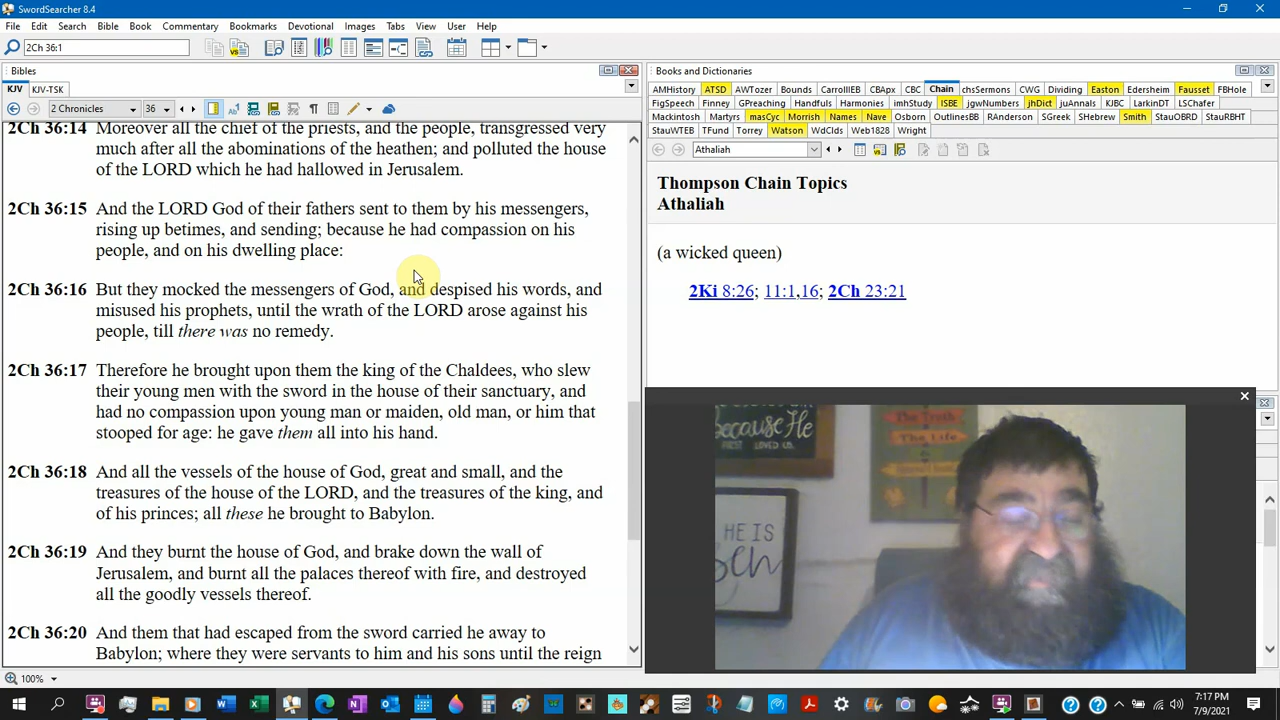 SwordSearcher 8.4
File Edit Search Bible Book Commentary Bookmarks Devotional Images Tabs View User Help
2Ch 36:1
Bibles
KJV KJV-TSK
2 Chronicles 36
2Ch 36:14 Moreover all the chief of the priests, and the people, transgressed very
much after all the abominations of the heathen; and polluted the house
of the LORD which he had hallowed in Jerusalem.
2Ch 36:15 And the LORD God of their fathers sent to them by his messengers,
rising up betimes, and sending; because he had compassion on his
people, and on his dwelling place:
2Ch 36:16 But they mocked the messengers of God, and despised his words, and
misused his prophets, until the wrath of the LORD arose against his
people, till there was no remedy.
2Ch 36:17 Therefore he brought upon them the king of the Chaldees, who slew
their young men with the sword in the house of their sanctuary, and
had no compassion upon young man or maiden, old man, or him that
stooped for age: he gave them all into his hand.
2Ch 36:18 And all the vessels of the house of God, great and small, and the
treasures of the house of the LORD, and the treasures of the king, and
of his princes; all these he brought to Babylon.
2Ch 36:19 And they burnt the house of God, and brake down the wall of
Jerusalem, and burnt all the palaces thereof with fire, and destroyed
all the goodly vessels thereof.
2Ch 36:20 And them that had escaped from the sword carried he away to
Babylon; where they were servants to him and his sons until the reign
100%
Books and Dictionaries
AMHistory ATSD AWTozer Bounds CarrollIEB CBApx CBC Chain chsSermons CWG Dividing Easton Edersheim Fausset FBHole
FigSpeech Finney GPreaching Handfuls Harmonies imhStudy ISBE jgwNumbers jhDict juAnnals KJBC LarkinDT LSChafer
Mackintosh Martyrs masCyc Morrish Names Nave Osborn OutlinesBB RAnderson SGreek SHebrew Smith StauOBRD StauRBHT
StauWTEB TFund Torrey Watson WdClds Web1828 Wright
Athaliah
Thompson Chain Topics
Athaliah
(a wicked queen)
2Ki 8:26; 11:1,16; 2Ch 23:21
because He
FIRST LOVED US.
The Truth
The Life
HE IS
7:17 PM
7/9/2021